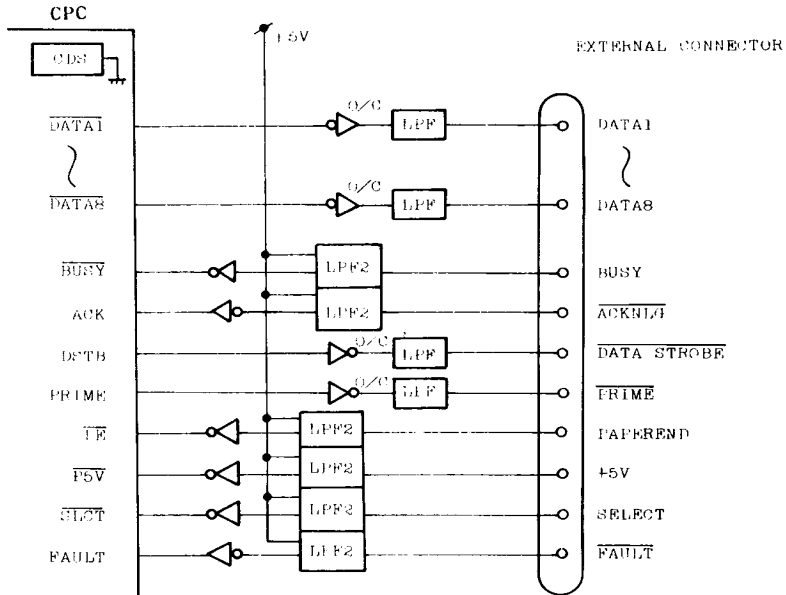 CPC
+5V
EXTERNAL CONNECTOR
CDS
DATA1 O/C LPF DATA1
DATA8 O/C LPF DATA8
BUSY LPF2 BUSY
ACK LPF2 ACKNLG
DSTB O/C LPF DATA STROBE
PRIME O/C LPF PRIME
PE LPF2 PAPEREND
P5V LPF2 +5V
SLCT LPF2 SELECT
FAULT LPF2 FAULT